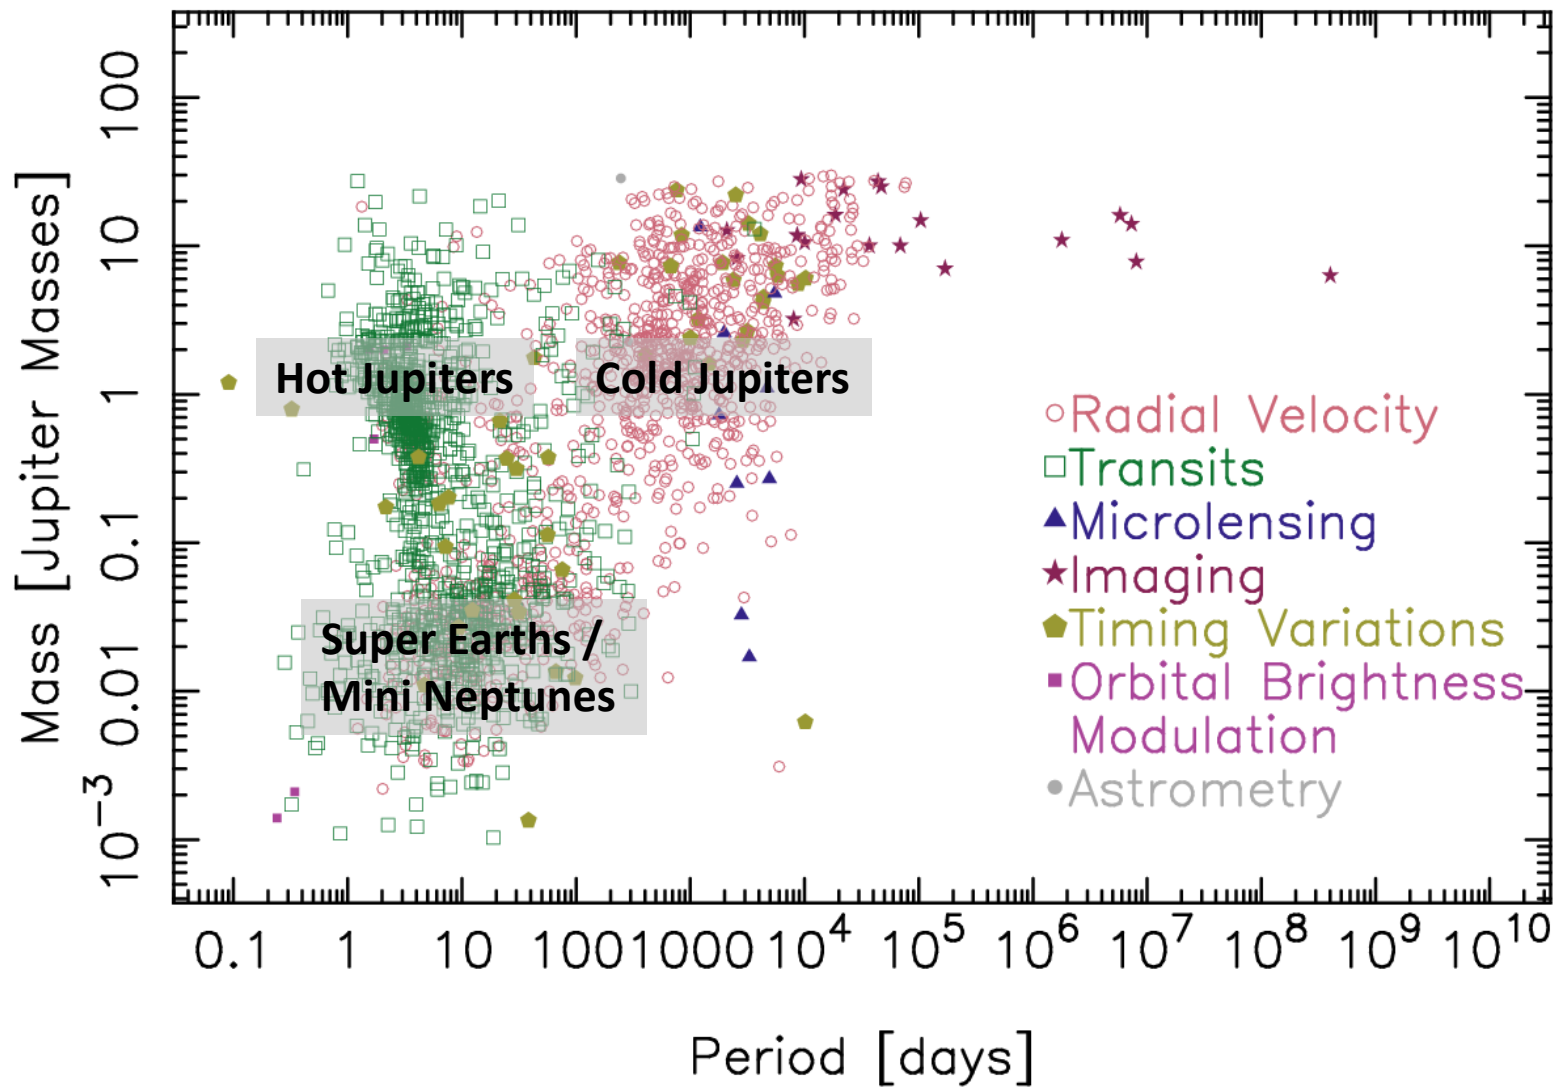 Mass [Jupiter Masses]
100
10
1
0.1
0.01
10⁻³
Hot Jupiters
Cold Jupiters
Super Earths /
Mini Neptunes
Radial Velocity
Transits
Microlensing
Imaging
Timing Variations
Orbital Brightness
Modulation
Astrometry
0.1 1 10 100 1000 10⁴ 10⁵ 10⁶ 10⁷ 10⁸ 10⁹ 10¹⁰
Period [days]